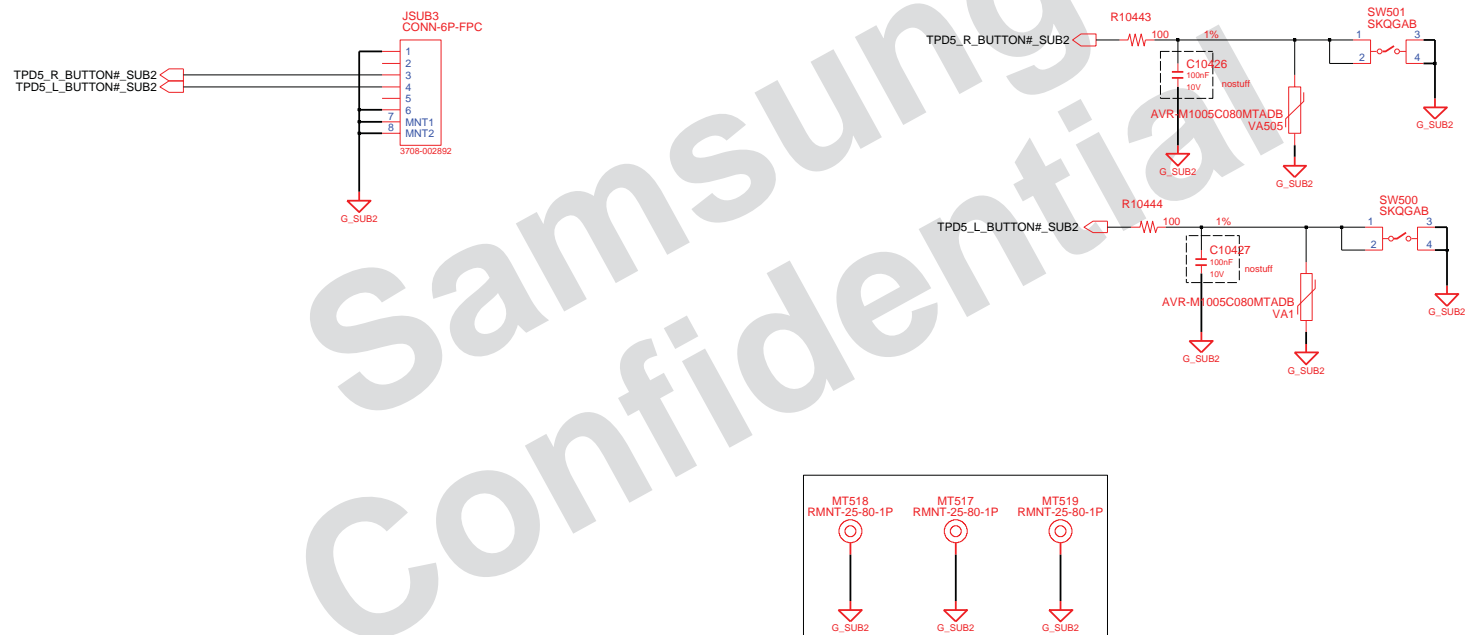 JSUB3
CONN-6P-FPC
1
2
TPD5_R_BUTTON#_SUB2 3
TPD5_L_BUTTON#_SUB2 4
5
6
7 MNT1
8 MNT2
3708-002892
G_SUB2
R10443
TPD5_R_BUTTON#_SUB2 100 1%
SW501
SKQGAB
1 3
2 4
C10426
100nF
10V nostuff
AVR-M1005C080MTADB
VA505
G_SUB2
G_SUB2
G_SUB2
R10444
TPD5_L_BUTTON#_SUB2 100 1%
SW500
SKQGAB
1 3
2 4
C10427
100nF
10V nostuff
AVR-M1005C080MTADB
VA1
G_SUB2
G_SUB2
G_SUB2
MT518 MT517 MT519
RMNT-25-80-1P RMNT-25-80-1P RMNT-25-80-1P
G_SUB2 G_SUB2 G_SUB2
Samsung
Confidential